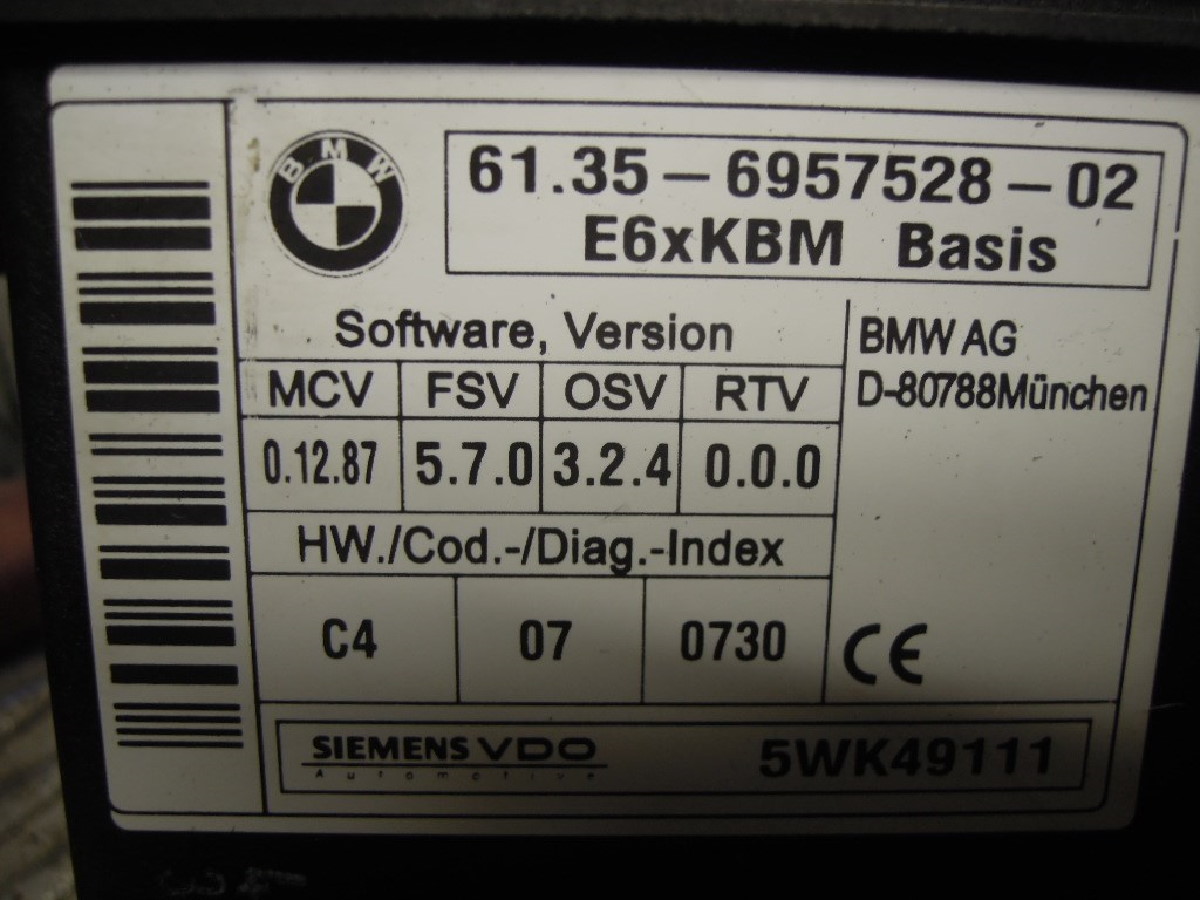 BMW
61.35 – 6957528 – 02
E6xKBM Basis
Software, Version
MCV FSV OSV RTV
0.12.87 5.7.0 3.2.4 0.0.0
HW./Cod.-/Diag.-Index
C4 07 0730
BMW AG
D-80788München
CE
SIEMENS VDO
Automotive
5WK49111